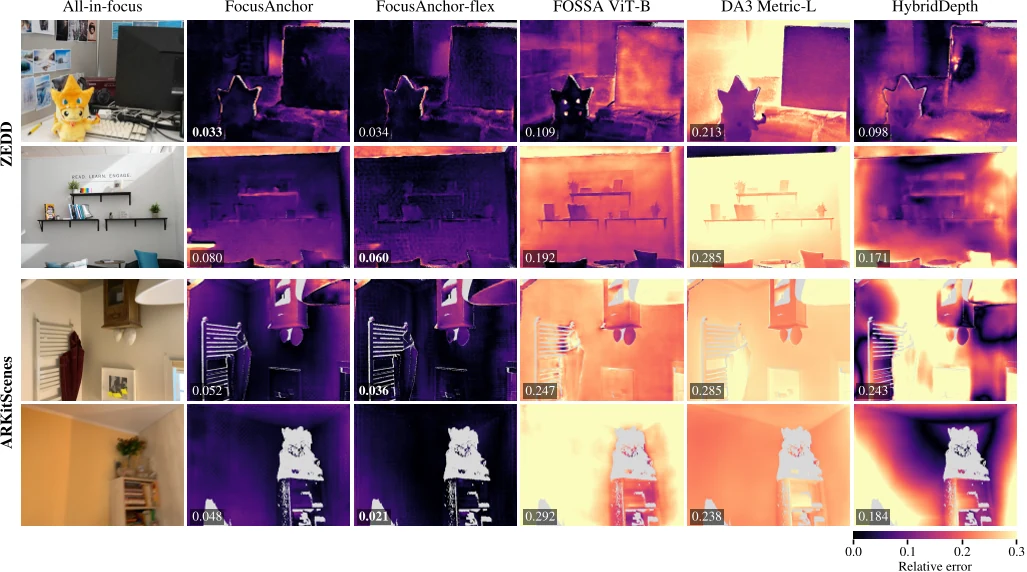 All-in-focus FocusAnchor FocusAnchor-flex FOSSA ViT-B DA3 Metric-L HybridDepth
ZEDD
0.033 0.034 0.109 0.213 0.098
READ. LEARN. ENGAGE.
0.080 0.060 0.192 0.285 0.171
ARKitScenes
0.052 0.036 0.247 0.285 0.243
0.048 0.021 0.292 0.238 0.184
0.0 0.1 0.2 0.3
Relative error